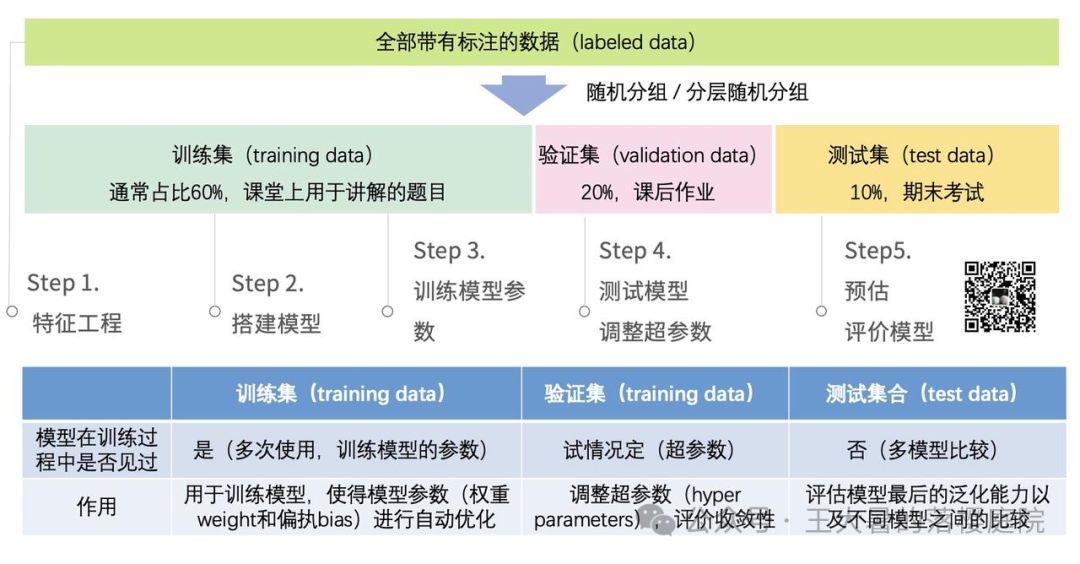 全部带有标注的数据（labeled data）
随机分组 / 分层随机分组
训练集（training data）
通常占比60%，课堂上用于讲解的题目
验证集（validation data）
20%，课后作业
测试集（test data）
10%，期末考试
Step 1.
特征工程
Step 2.
搭建模型
Step 3.
训练模型参
数
Step 4.
测试模型
调整超参数
Step5.
预估
评价模型
训练集（training data）
验证集（training data）
测试集合（test data）
模型在训练过
程中是否见过
是（多次使用，训练模型的参数）
试情况定（超参数）
否（多模型比较）
作用
用于训练模型，使得模型参数（权重
weight和偏执bias）进行自动优化
调整超参数（hyper
parameters） 评价收敛性
评估模型最后的泛化能力以
及不同模型之间的比较
公众号 · 王大暑的落樱庭院